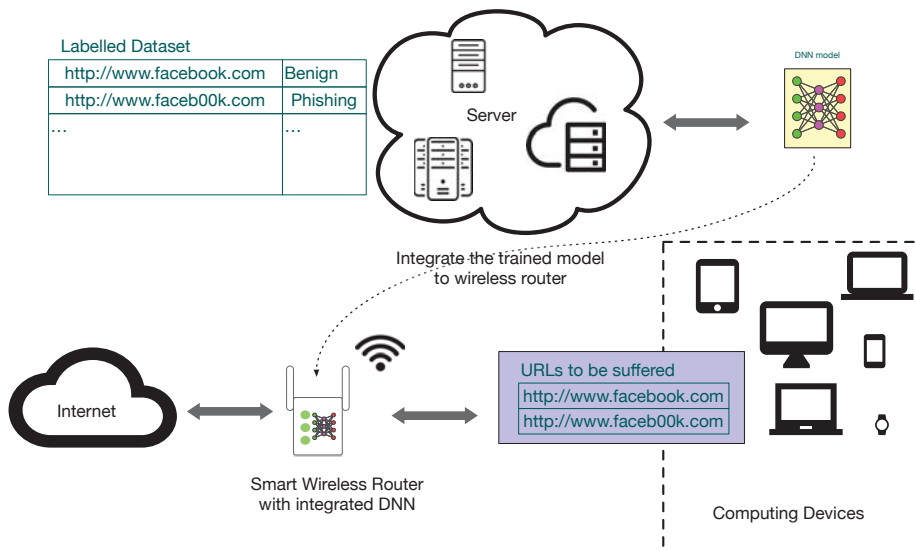 Labelled Dataset
http://www.facebook.com Benign
http://www.faceb00k.com Phishing
... ...
Server
DNN model
Integrate the trained model
to wireless router
Internet
URLs to be suffered
http://www.facebook.com
http://www.faceb00k.com
Smart Wireless Router
with integrated DNN
Computing Devices